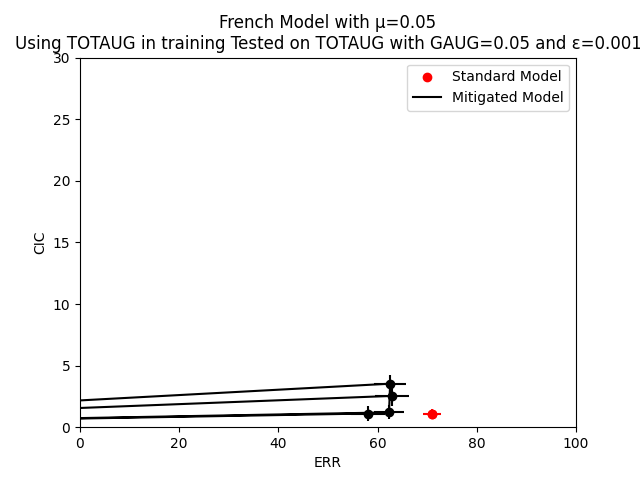 French Model with μ=0.05
Using TOTAUG in training Tested on TOTAUG with GAUG=0.05 and ε=0.001
Standard Model
Mitigated Model
30
25
20
15
10
5
0
CIC
0 20 40 60 80 100
ERR